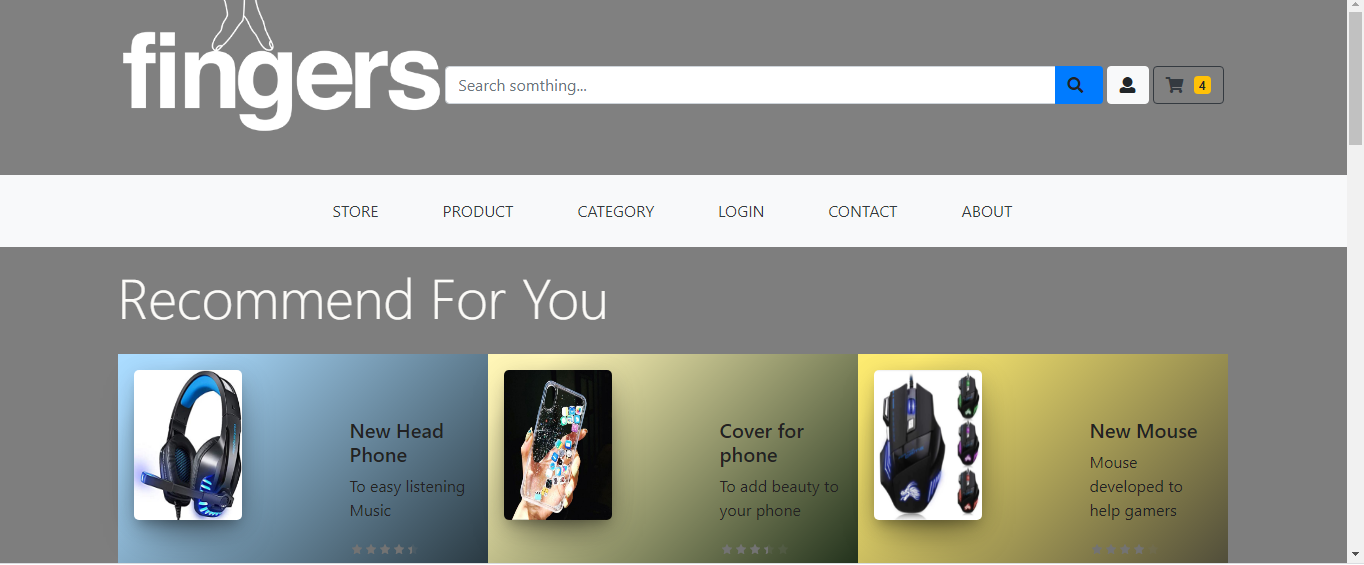 fingers
Search somthing...
4
STORE PRODUCT CATEGORY LOGIN CONTACT ABOUT
Recommend For You
New Head
Phone
To easy listening
Music
Cover for
phone
To add beauty to
your phone
New Mouse
Mouse
developed to
help gamers